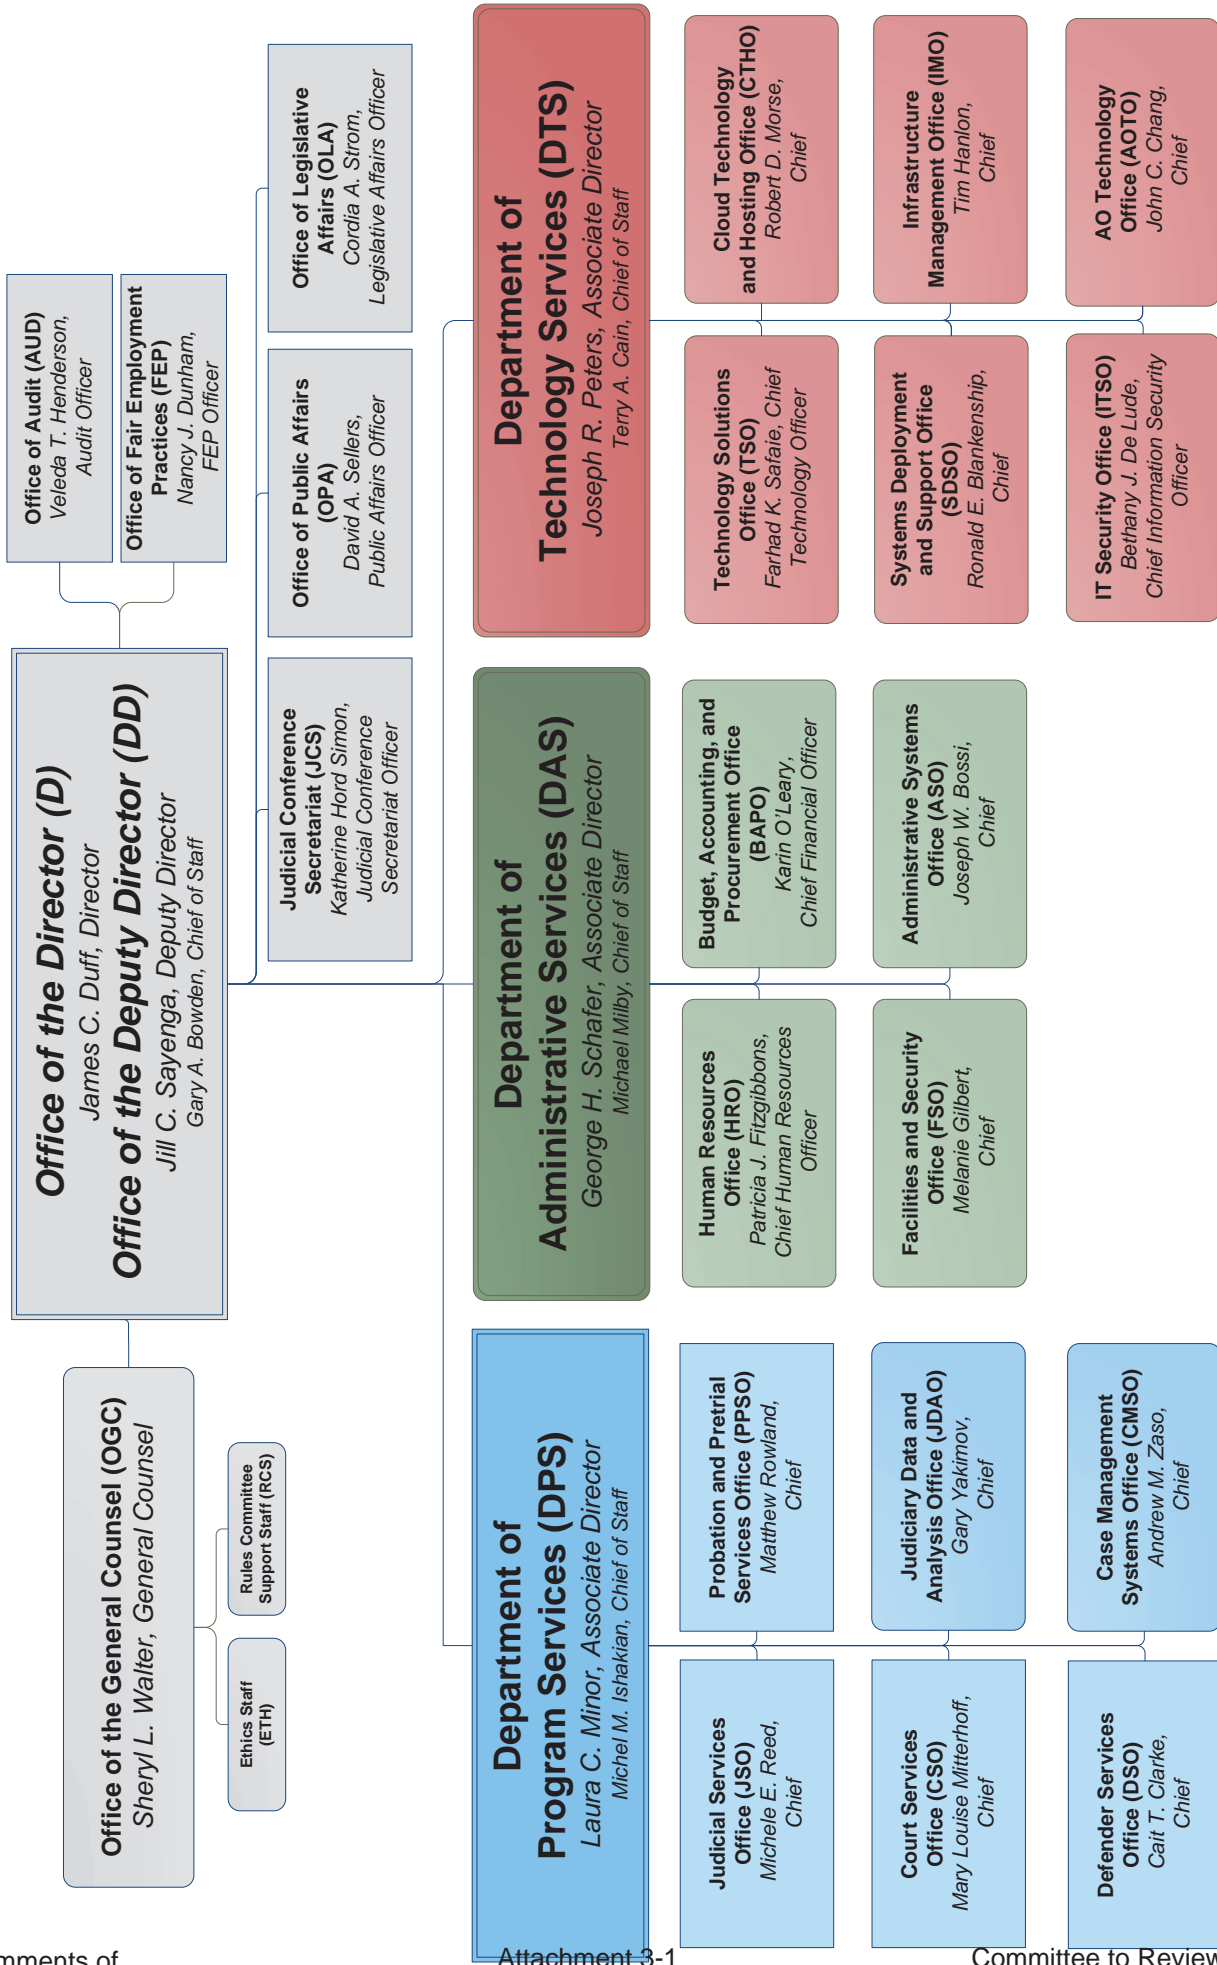 Office of the Director (D)
James C. Duff, Director
Office of the Deputy Director (DD)
Jill C. Sayenga, Deputy Director
Gary A. Bowden, Chief of Staff
Office of the General Counsel (OGC)
Sheryl L. Walter, General Counsel
Ethics Staff
(ETH)
Rules Committee
Support Staff (RCS)
Office of Audit (AUD)
Veleda T. Henderson,
Audit Officer
Office of Fair Employment
Practices (FEP)
Nancy J. Dunham,
FEP Officer
Judicial Conference
Secretariat (JCS)
Katherine Hord Simon,
Judicial Conference
Secretariat Officer
Office of Public Affairs
(OPA)
David A. Sellers,
Public Affairs Officer
Office of Legislative
Affairs (OLA)
Cordia A. Strom,
Legislative Affairs Officer
Department of
Program Services (DPS)
Laura C. Minor, Associate Director
Michel M. Ishakian, Chief of Staff
Judicial Services
Office (JSO)
Michele E. Reed,
Chief
Probation and Pretrial
Services Office (PPSO)
Matthew Rowland,
Chief
Court Services
Office (CSO)
Mary Louise Mitterhoff,
Chief
Judiciary Data and
Analysis Office (JDAO)
Gary Yakimov,
Chief
Defender Services
Office (DSO)
Cait T. Clarke,
Chief
Case Management
Systems Office (CMSO)
Andrew M. Zaso,
Chief
Department of
Administrative Services (DAS)
George H. Schafer, Associate Director
Michael Milby, Chief of Staff
Human Resources
Office (HRO)
Patricia J. Fitzgibbons,
Chief Human Resources
Officer
Budget, Accounting, and
Procurement Office
(BAPO)
Karin O'Leary,
Chief Financial Officer
Facilities and Security
Office (FSO)
Melanie Gilbert,
Chief
Administrative Systems
Office (ASO)
Joseph W. Bossi,
Chief
Department of
Technology Services (DTS)
Joseph R. Peters, Associate Director
Terry A. Cain, Chief of Staff
Technology Solutions
Office (TSO)
Farhad K. Safaie, Chief
Technology Officer
Cloud Technology
and Hosting Office (CTHO)
Robert D. Morse,
Chief
Systems Deployment
and Support Office
(SDSO)
Ronald E. Blankenship,
Chief
Infrastructure
Management Office (IMO)
Tim Hanlon,
Chief
IT Security Office (ITSO)
Bethany J. De Lude,
Chief Information Security
Officer
AO Technology
Office (AOTO)
John C. Chang,
Chief
of
Attachment 3-1
Committee to Review